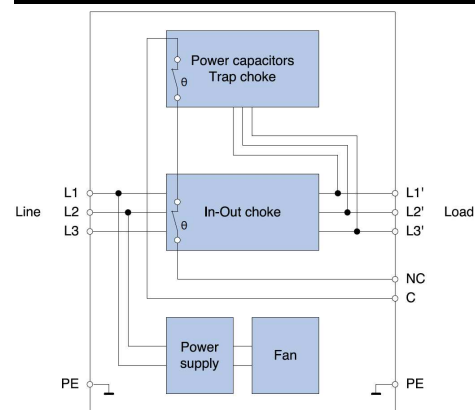 Power capacitors
Trap choke
θ
L1
L1'
Line
L2
In-Out choke
L2'
Load
L3
θ
L3'
NC
C
Power
supply
Fan
PE
PE